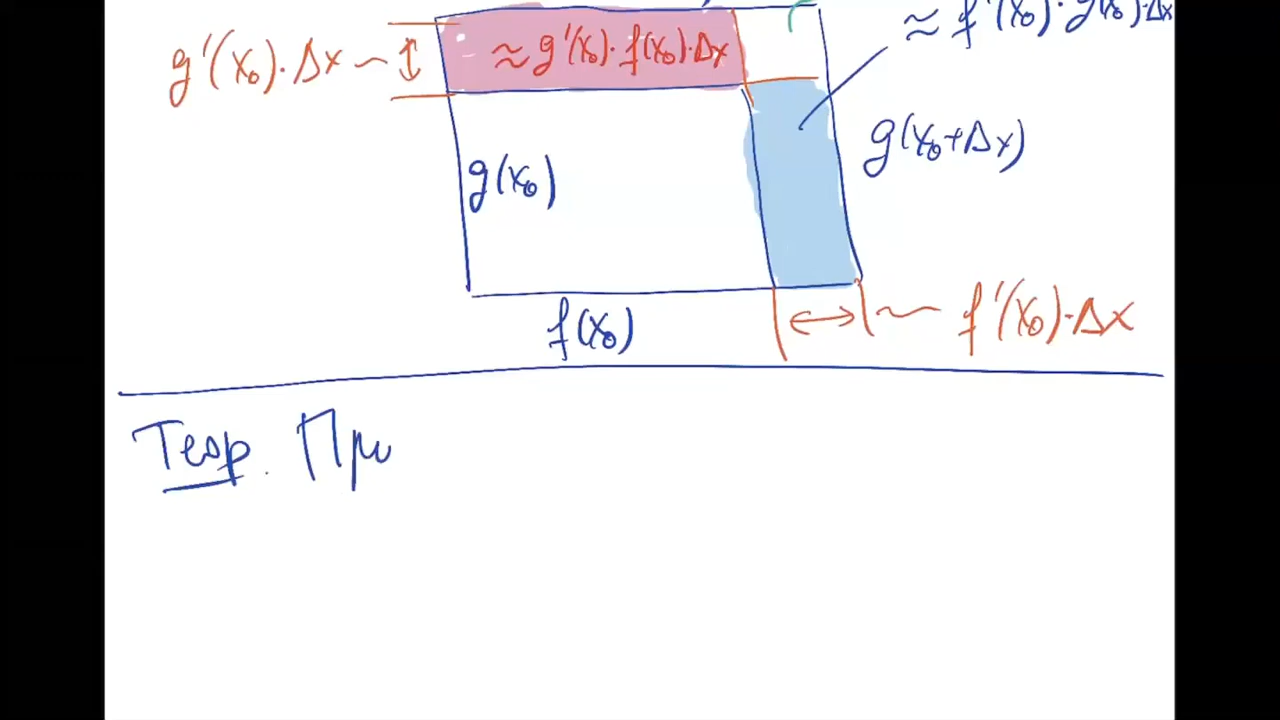 g'(x₀)·Δx ~ ≈ g'(x₀)·f(x₀)·Δx ≈ f'(x₀)·g(x₀)·Δx
g(x₀) g(x₀+Δx)
f(x₀) ~ f'(x₀)·Δx
Теор. Пр